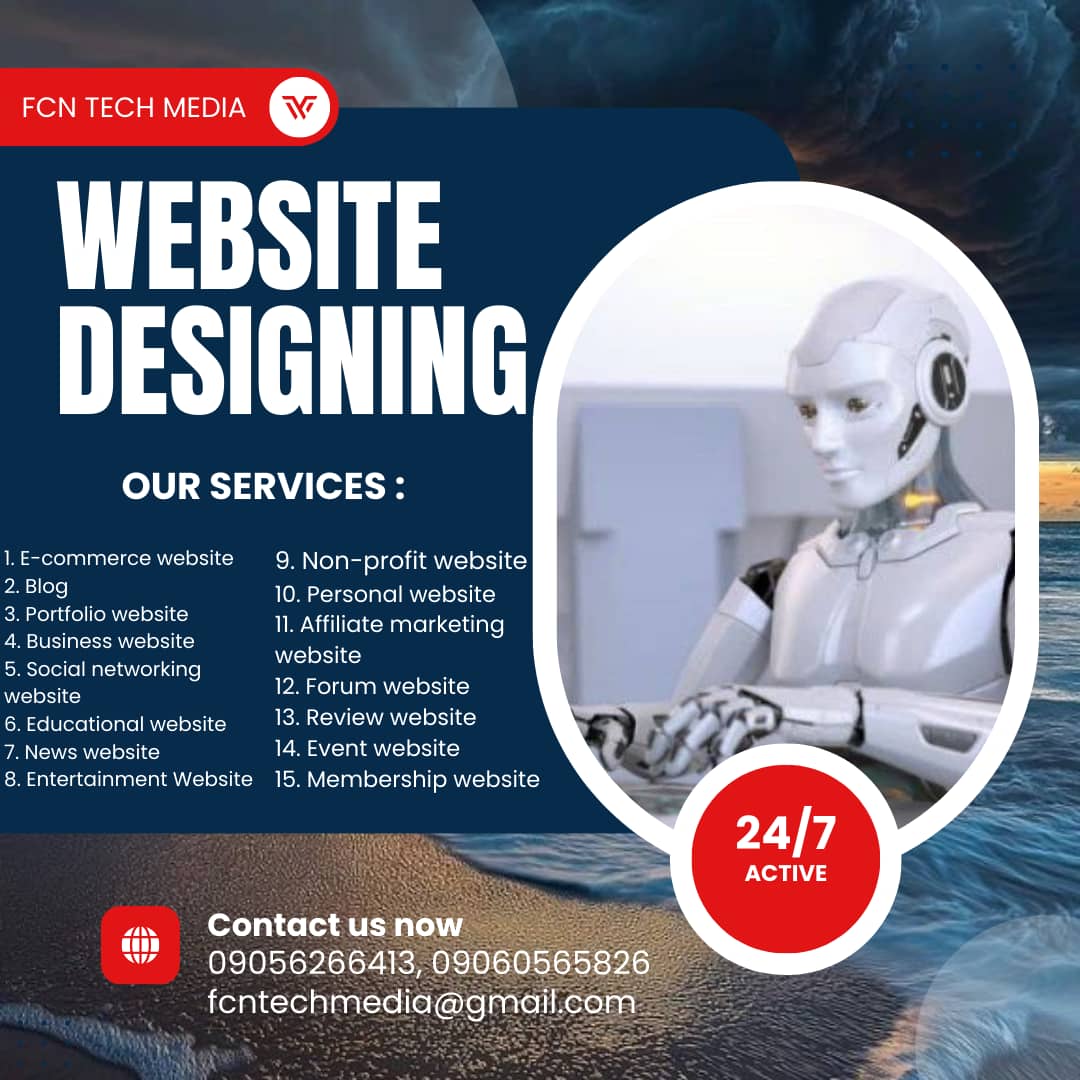 FCN TECH MEDIA
WEBSITE
DESIGNING
OUR SERVICES :
1. E-commerce website
2. Blog
3. Portfolio website
4. Business website
5. Social networking
website
6. Educational website
7. News website
8. Entertainment Website
9. Non-profit website
10. Personal website
11. Affiliate marketing
website
12. Forum website
13. Review website
14. Event website
15. Membership website
24/7
ACTIVE
Contact us now
09056266413, 09060565826
fcntechmedia@gmail.com